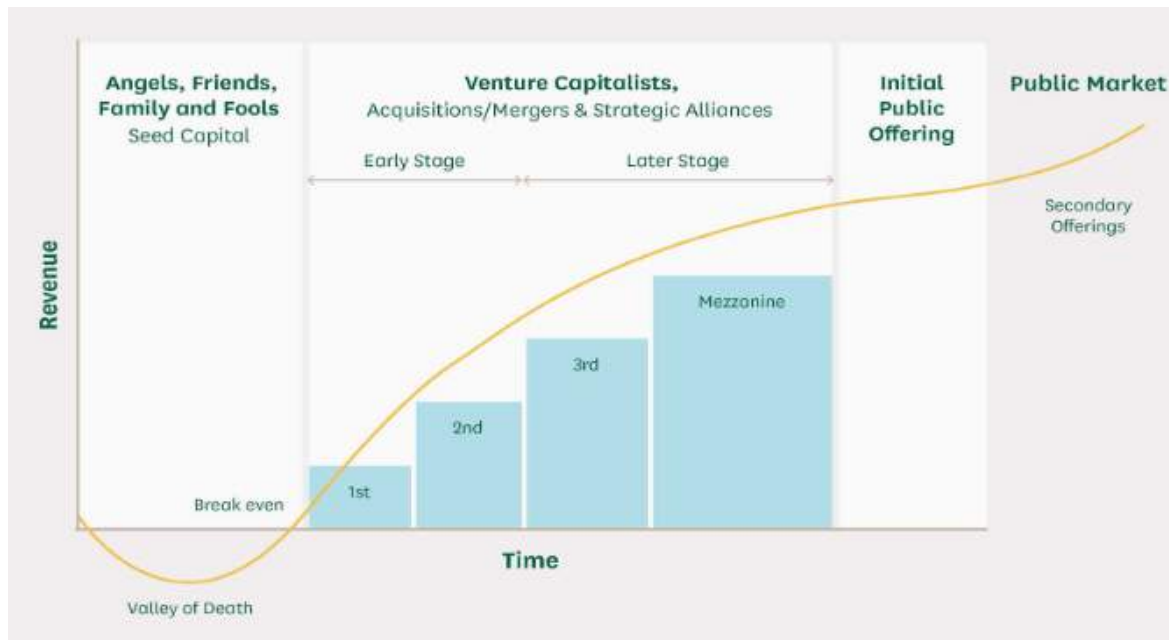 Angels, Friends,
Family and Fools
Seed Capital
Venture Capitalists,
Acquisitions/Mergers & Strategic Alliances
Initial
Public
Offering
Public Market
Early Stage
Later Stage
Secondary
Offerings
Revenue
Mezzonine
3rd
2nd
1st
Break even
Time
Valley of Death